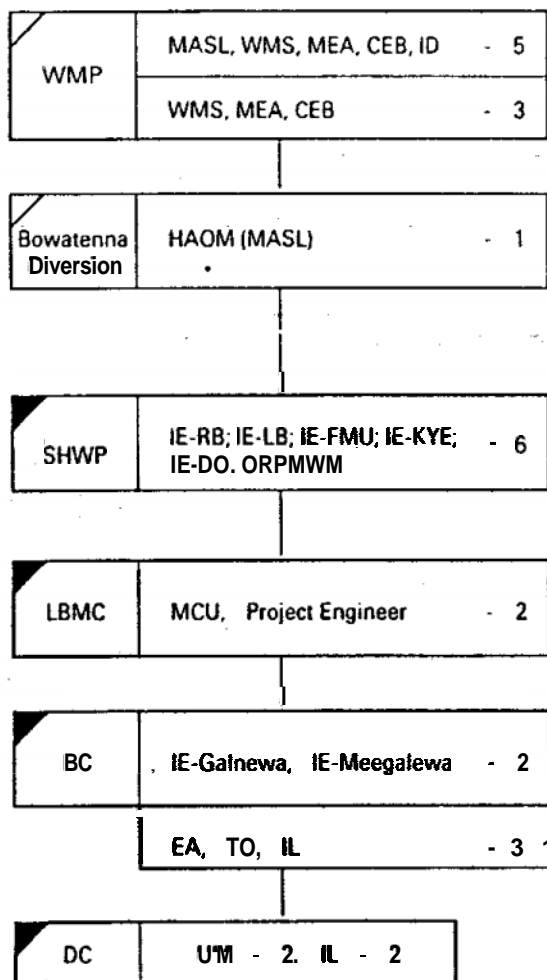 WMP
MASL, WMS, MEA, CEB, ID - 5
WMS, MEA, CEB - 3
Bowatenna
Diversion
HAOM (MASL) - 1
SHWP
IE-RB; IE-LB; IE-FMU; IE-KYE; - 6
IE-DO. ORPMWM
LBMC
MCU, Project Engineer - 2
BC
IE-Galnewa, IE-Meegalewa - 2
EA, TO, IL - 3
DC
U'M - 2. IL - 2